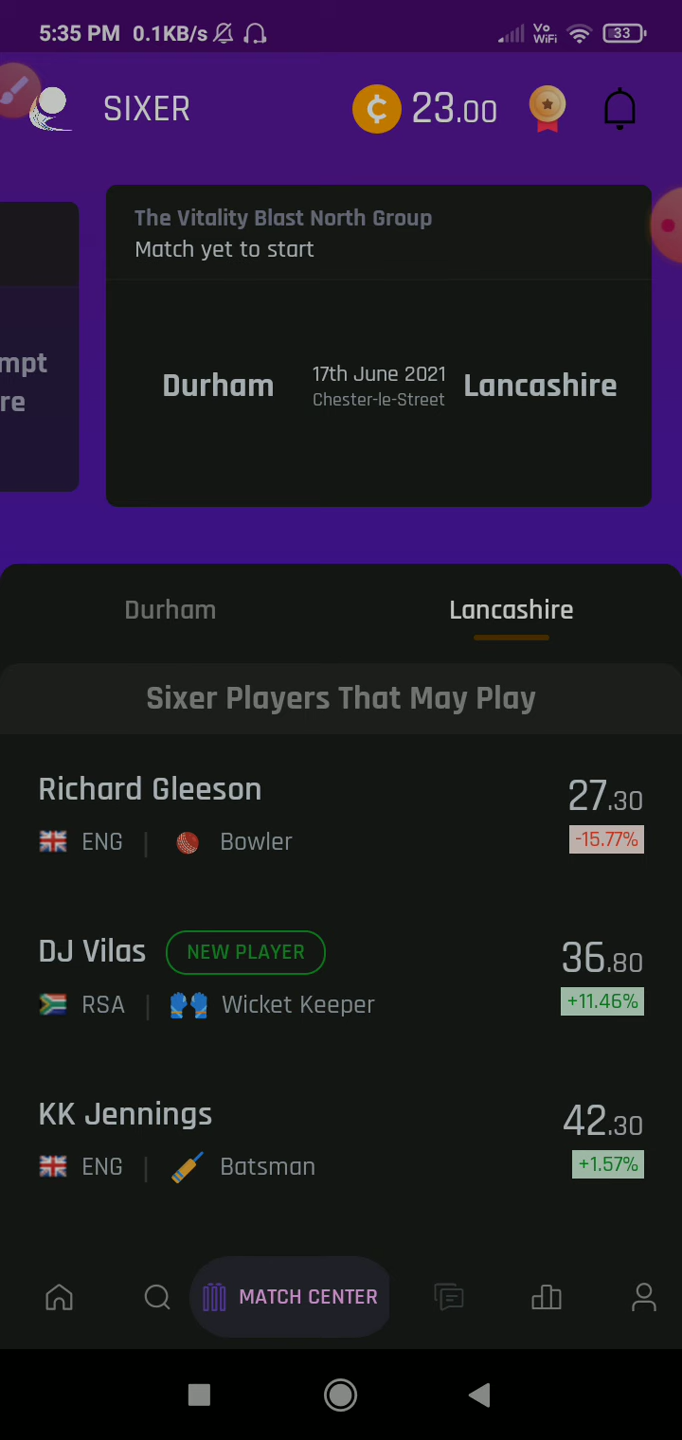 5:35 PM 0.1KB/s Vo WiFi 33
SIXER ¢ 23.00
The Vitality Blast North Group
Match yet to start
mpt
re
Durham 17th June 2021 Lancashire
Chester-le-Street
Durham Lancashire
Sixer Players That May Play
Richard Gleeson 27.30
ENG | Bowler -15.77%
DJ Vilas NEW PLAYER 36.80
RSA | Wicket Keeper +11.46%
KK Jennings 42.30
ENG | Batsman +1.57%
MATCH CENTER